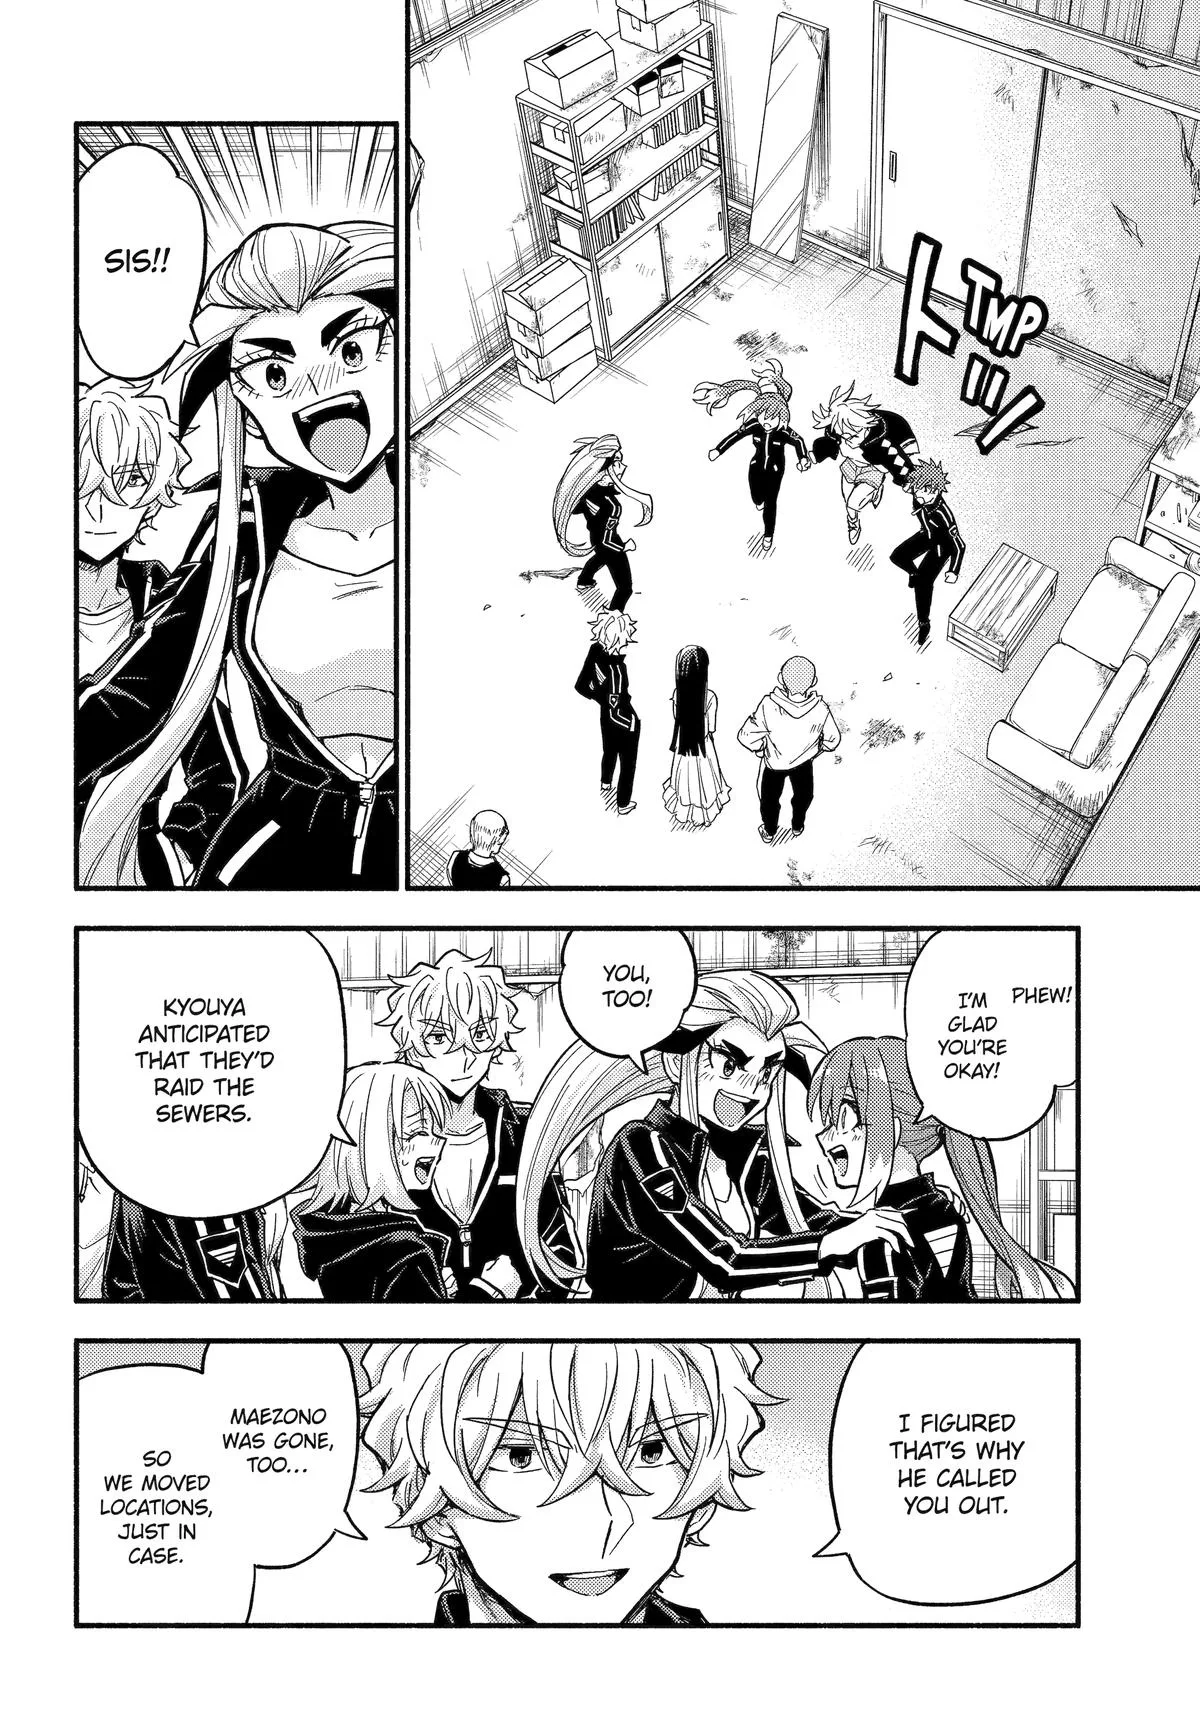 TMP
ドッ
SIS!!
PHEW!
I'M
GLAD
YOU'RE
OKAY!
YOU,
TOO!
KYOUYA
ANTICIPATED
THAT THEY'D
RAID THE
SEWERS.
I FIGURED
THAT'S WHY
HE CALLED
YOU OUT.
MAEZONO
WAS GONE,
TOO...
SO
WE MOVED
LOCATIONS,
JUST IN
CASE.